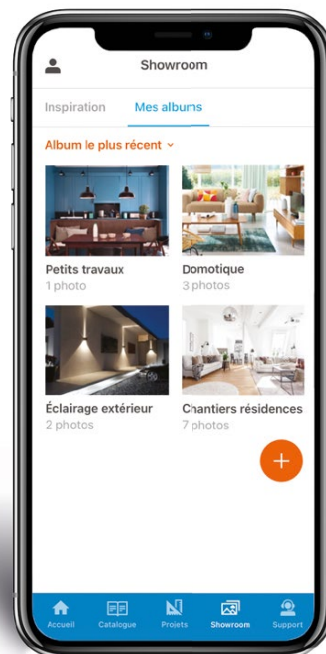 Showroom
Inspiration Mes albums
Album le plus récent
Petits travaux Domotique
1 photo 3 photos
Éclairage extérieur Chantiers résidences
2 photos 7 photos
+
Accueil Catalogue Projets Showroom Support